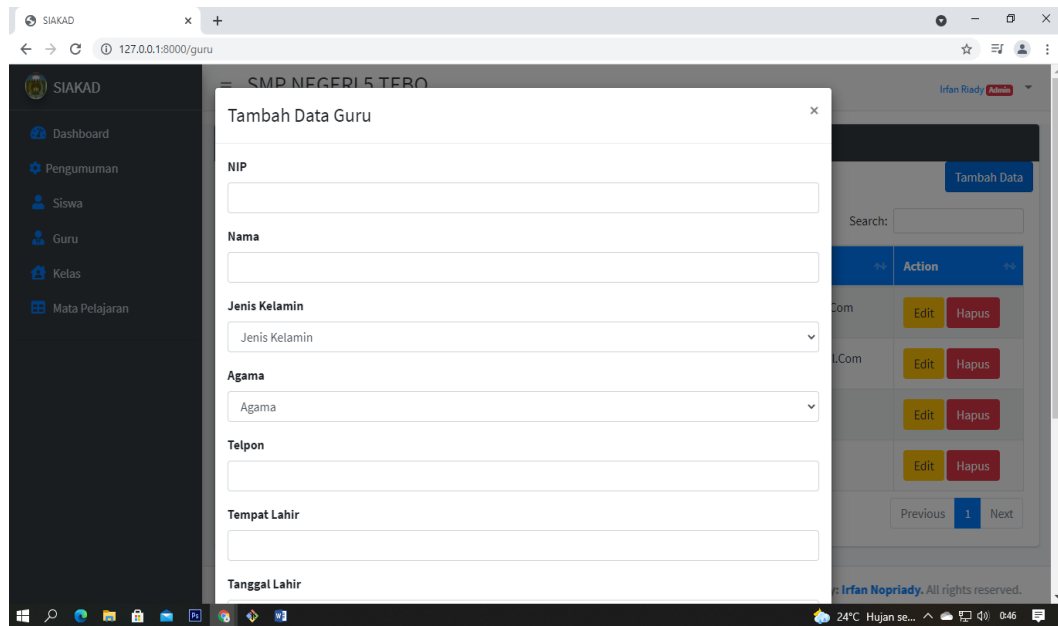 SIAKAD
127.0.0.1:8000/guru
SIAKAD
SMP NEGERI 5 TEBO
Irfan Riady Admin
Dashboard
Pengumuman
Siswa
Guru
Kelas
Mata Pelajaran
Tambah Data Guru
×
NIP
Nama
Jenis Kelamin
Jenis Kelamin
Agama
Agama
Telpon
Tempat Lahir
Tanggal Lahir
Tambah Data
Search:
Action
Com
Edit Hapus
l.Com
Edit Hapus
Edit Hapus
Edit Hapus
Previous 1 Next
Irfan Nopriady. All rights reserved.
Ps
W
24°C Hujan se... 0:46